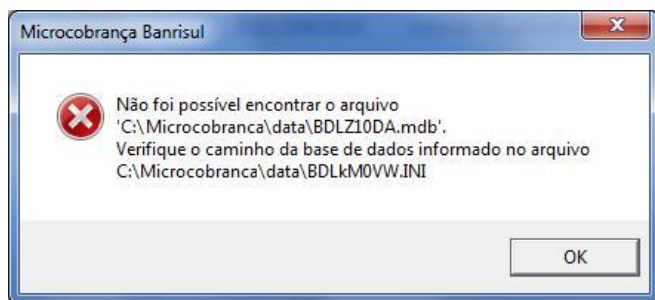 Microcobrança Banrisul
Não foi possível encontrar o arquivo
'C:\Microcobranca\data\BDLZ10DA.mdb'.
Verifique o caminho da base de dados informado no arquivo
C:\Microcobranca\data\BDLkM0VW.INI
OK